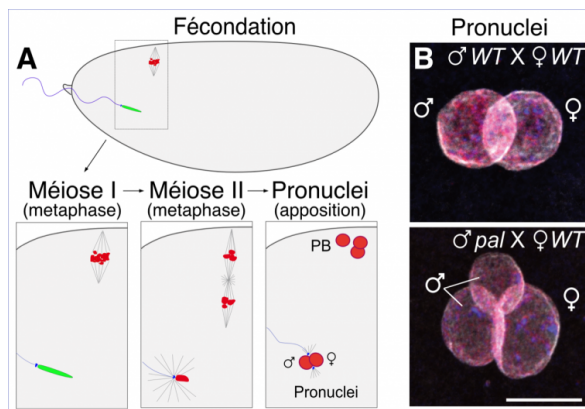 Fécondation
A
Méiose I
(metaphase)
Méiose II
(metaphase)
Pronuclei
(apposition)
PB
♂ ♀
Pronuclei
Pronuclei
B ♂ WT X ♀ WT
♂ ♀
♂ pal X ♀ WT
♂ ♀